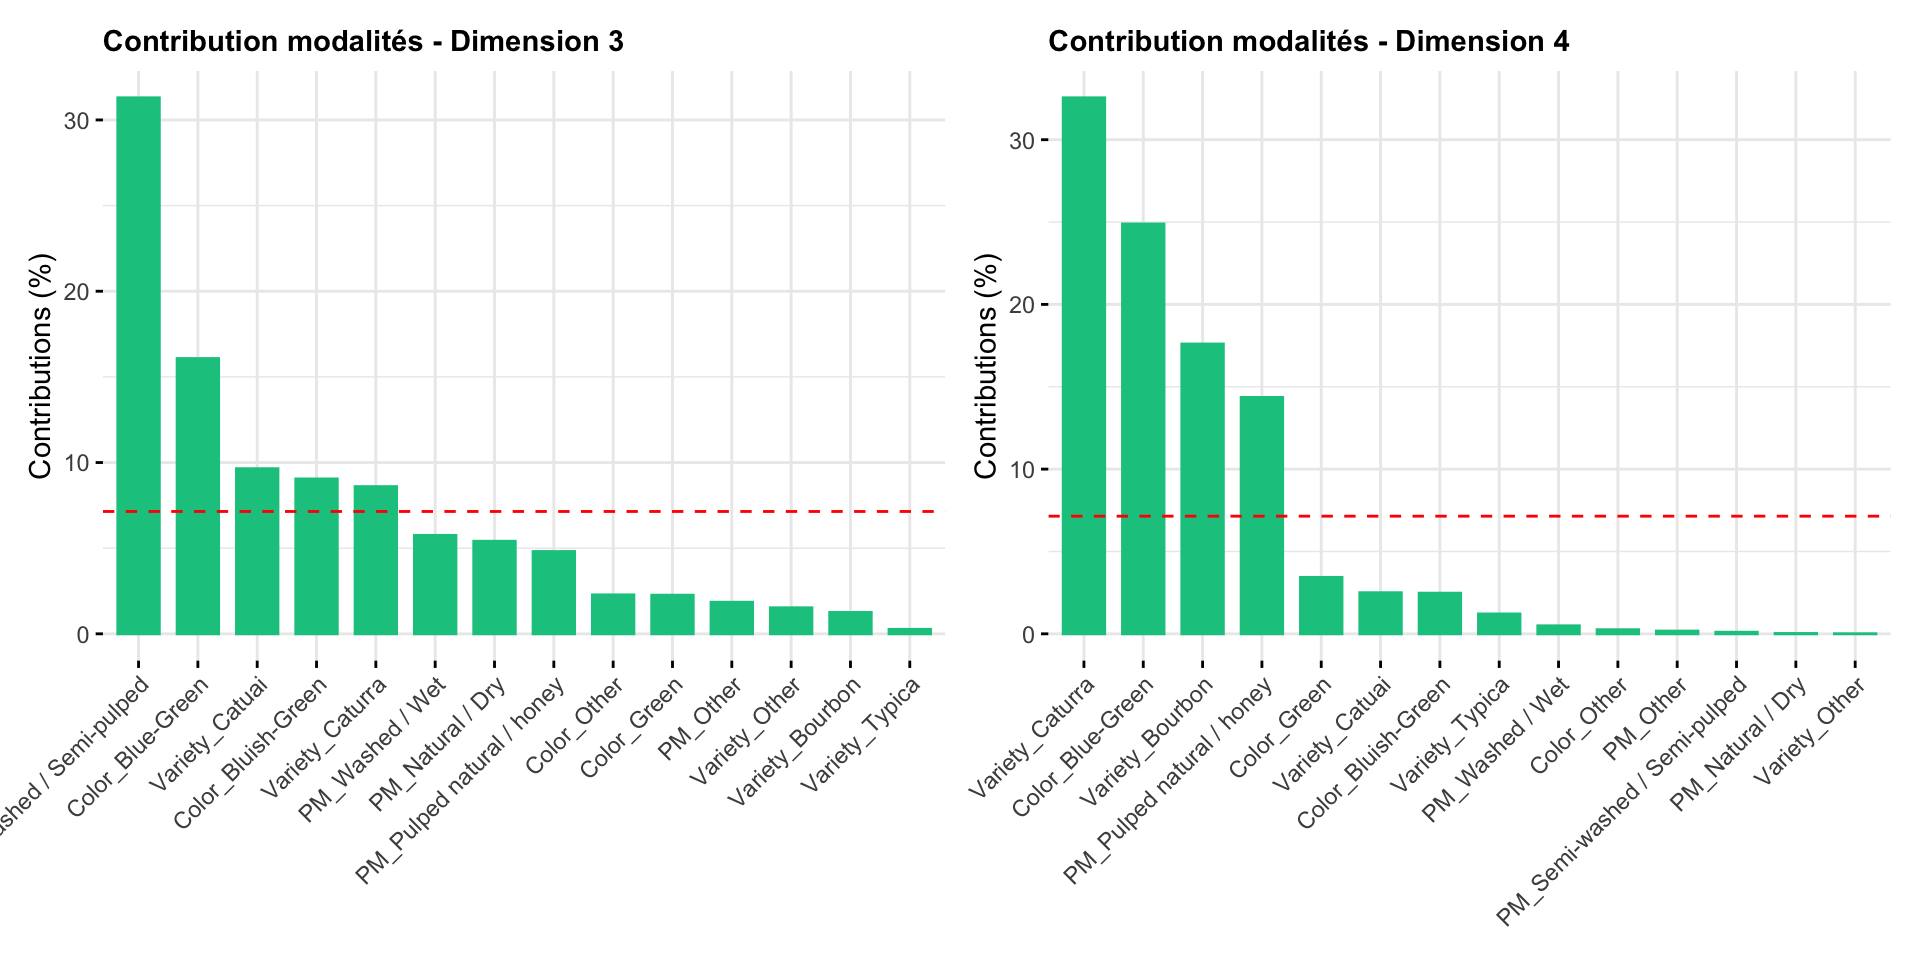 Contribution modalités - Dimension 3
Contributions (%)
30
20
10
0
ashed / Semi-pulped
Color_Blue-Green
Variety_Catuai
Color_Bluish-Green
Variety_Caturra
PM_Washed / Wet
PM_Natural / Dry
PM_Pulped natural / honey
Color_Other
Color_Green
PM_Other
Variety_Other
Variety_Bourbon
Variety_Typica
Contribution modalités - Dimension 4
Contributions (%)
30
20
10
0
Variety_Caturra
Color_Blue-Green
Variety_Bourbon
PM_Pulped natural / honey
Color_Green
Variety_Catuai
Color_Bluish-Green
Variety_Typica
PM_Washed / Wet
Color_Other
PM_Other
PM_Semi-washed / Semi-pulped
PM_Natural / Dry
Variety_Other